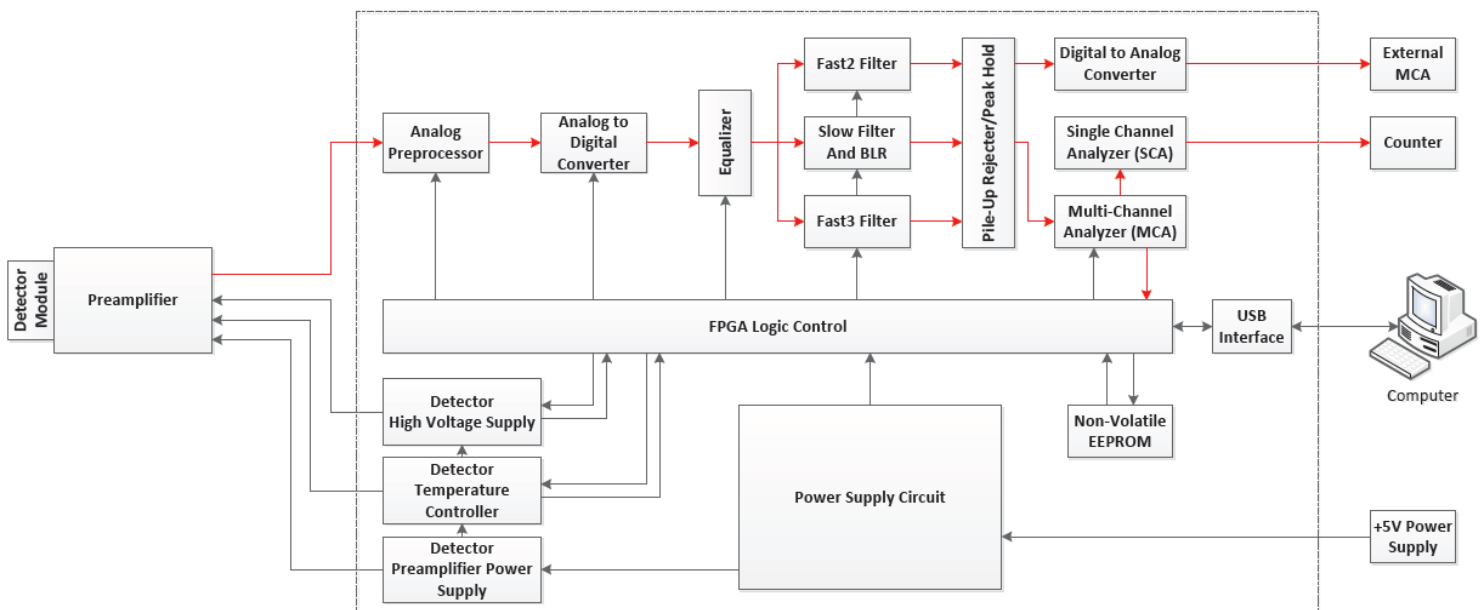 Fast2 Filter
Digital to Analog
Converter
External
MCA
Analog
Preprocessor
Analog to
Digital
Converter
Equalizer
Slow Filter
And BLR
Pile-Up Rejecter/Peak Hold
Single Channel
Analyzer (SCA)
Counter
Fast3 Filter
Multi-Channel
Analyzer (MCA)
Detector
Module
Preamplifier
FPGA Logic Control
USB
Interface
Computer
Detector
High Voltage Supply
Non-Volatile
EEPROM
Detector
Temperature
Controller
Power Supply Circuit
+5V Power
Supply
Detector
Preamplifier Power
Supply